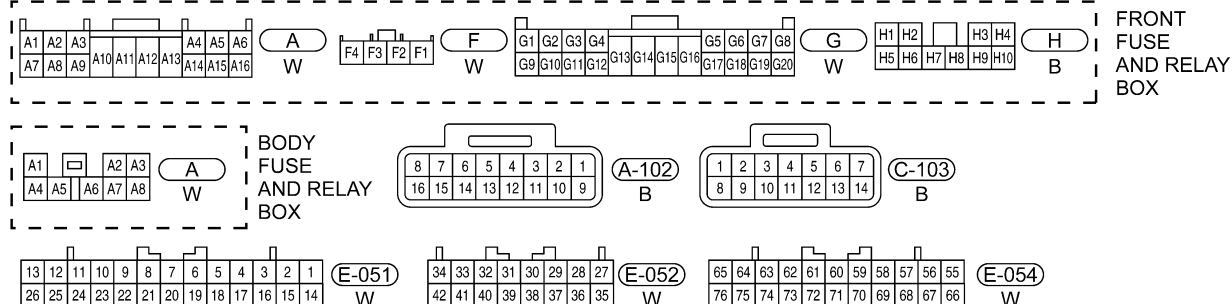 A1 A2 A3 A4 A5 A6
A7 A8 A9 A10 A11 A12 A13 A14 A15 A16
A
W
F4 F3 F2 F1
F
W
G1 G2 G3 G4 G5 G6 G7 G8
G9 G10 G11 G12 G13 G14 G15 G16 G17 G18 G19 G20
G
W
H1 H2 H3 H4
H5 H6 H7 H8 H9 H10
H
B
FRONT
FUSE
AND RELAY
BOX
A1 A2 A3
A4 A5 A6 A7 A8
A
W
BODY
FUSE
AND RELAY
BOX
8 7 6 5 4 3 2 1
16 15 14 13 12 11 10 9
A-102
B
1 2 3 4 5 6 7
8 9 10 11 12 13 14
C-103
B
13 12 11 10 9 8 7 6 5 4 3 2 1
26 25 24 23 22 21 20 19 18 17 16 15 14
E-051
W
34 33 32 31 30 29 28 27
42 41 40 39 38 37 36 35
E-052
W
65 64 63 62 61 60 59 58 57 56 55
76 75 74 73 72 71 70 69 68 67 66
E-054
W